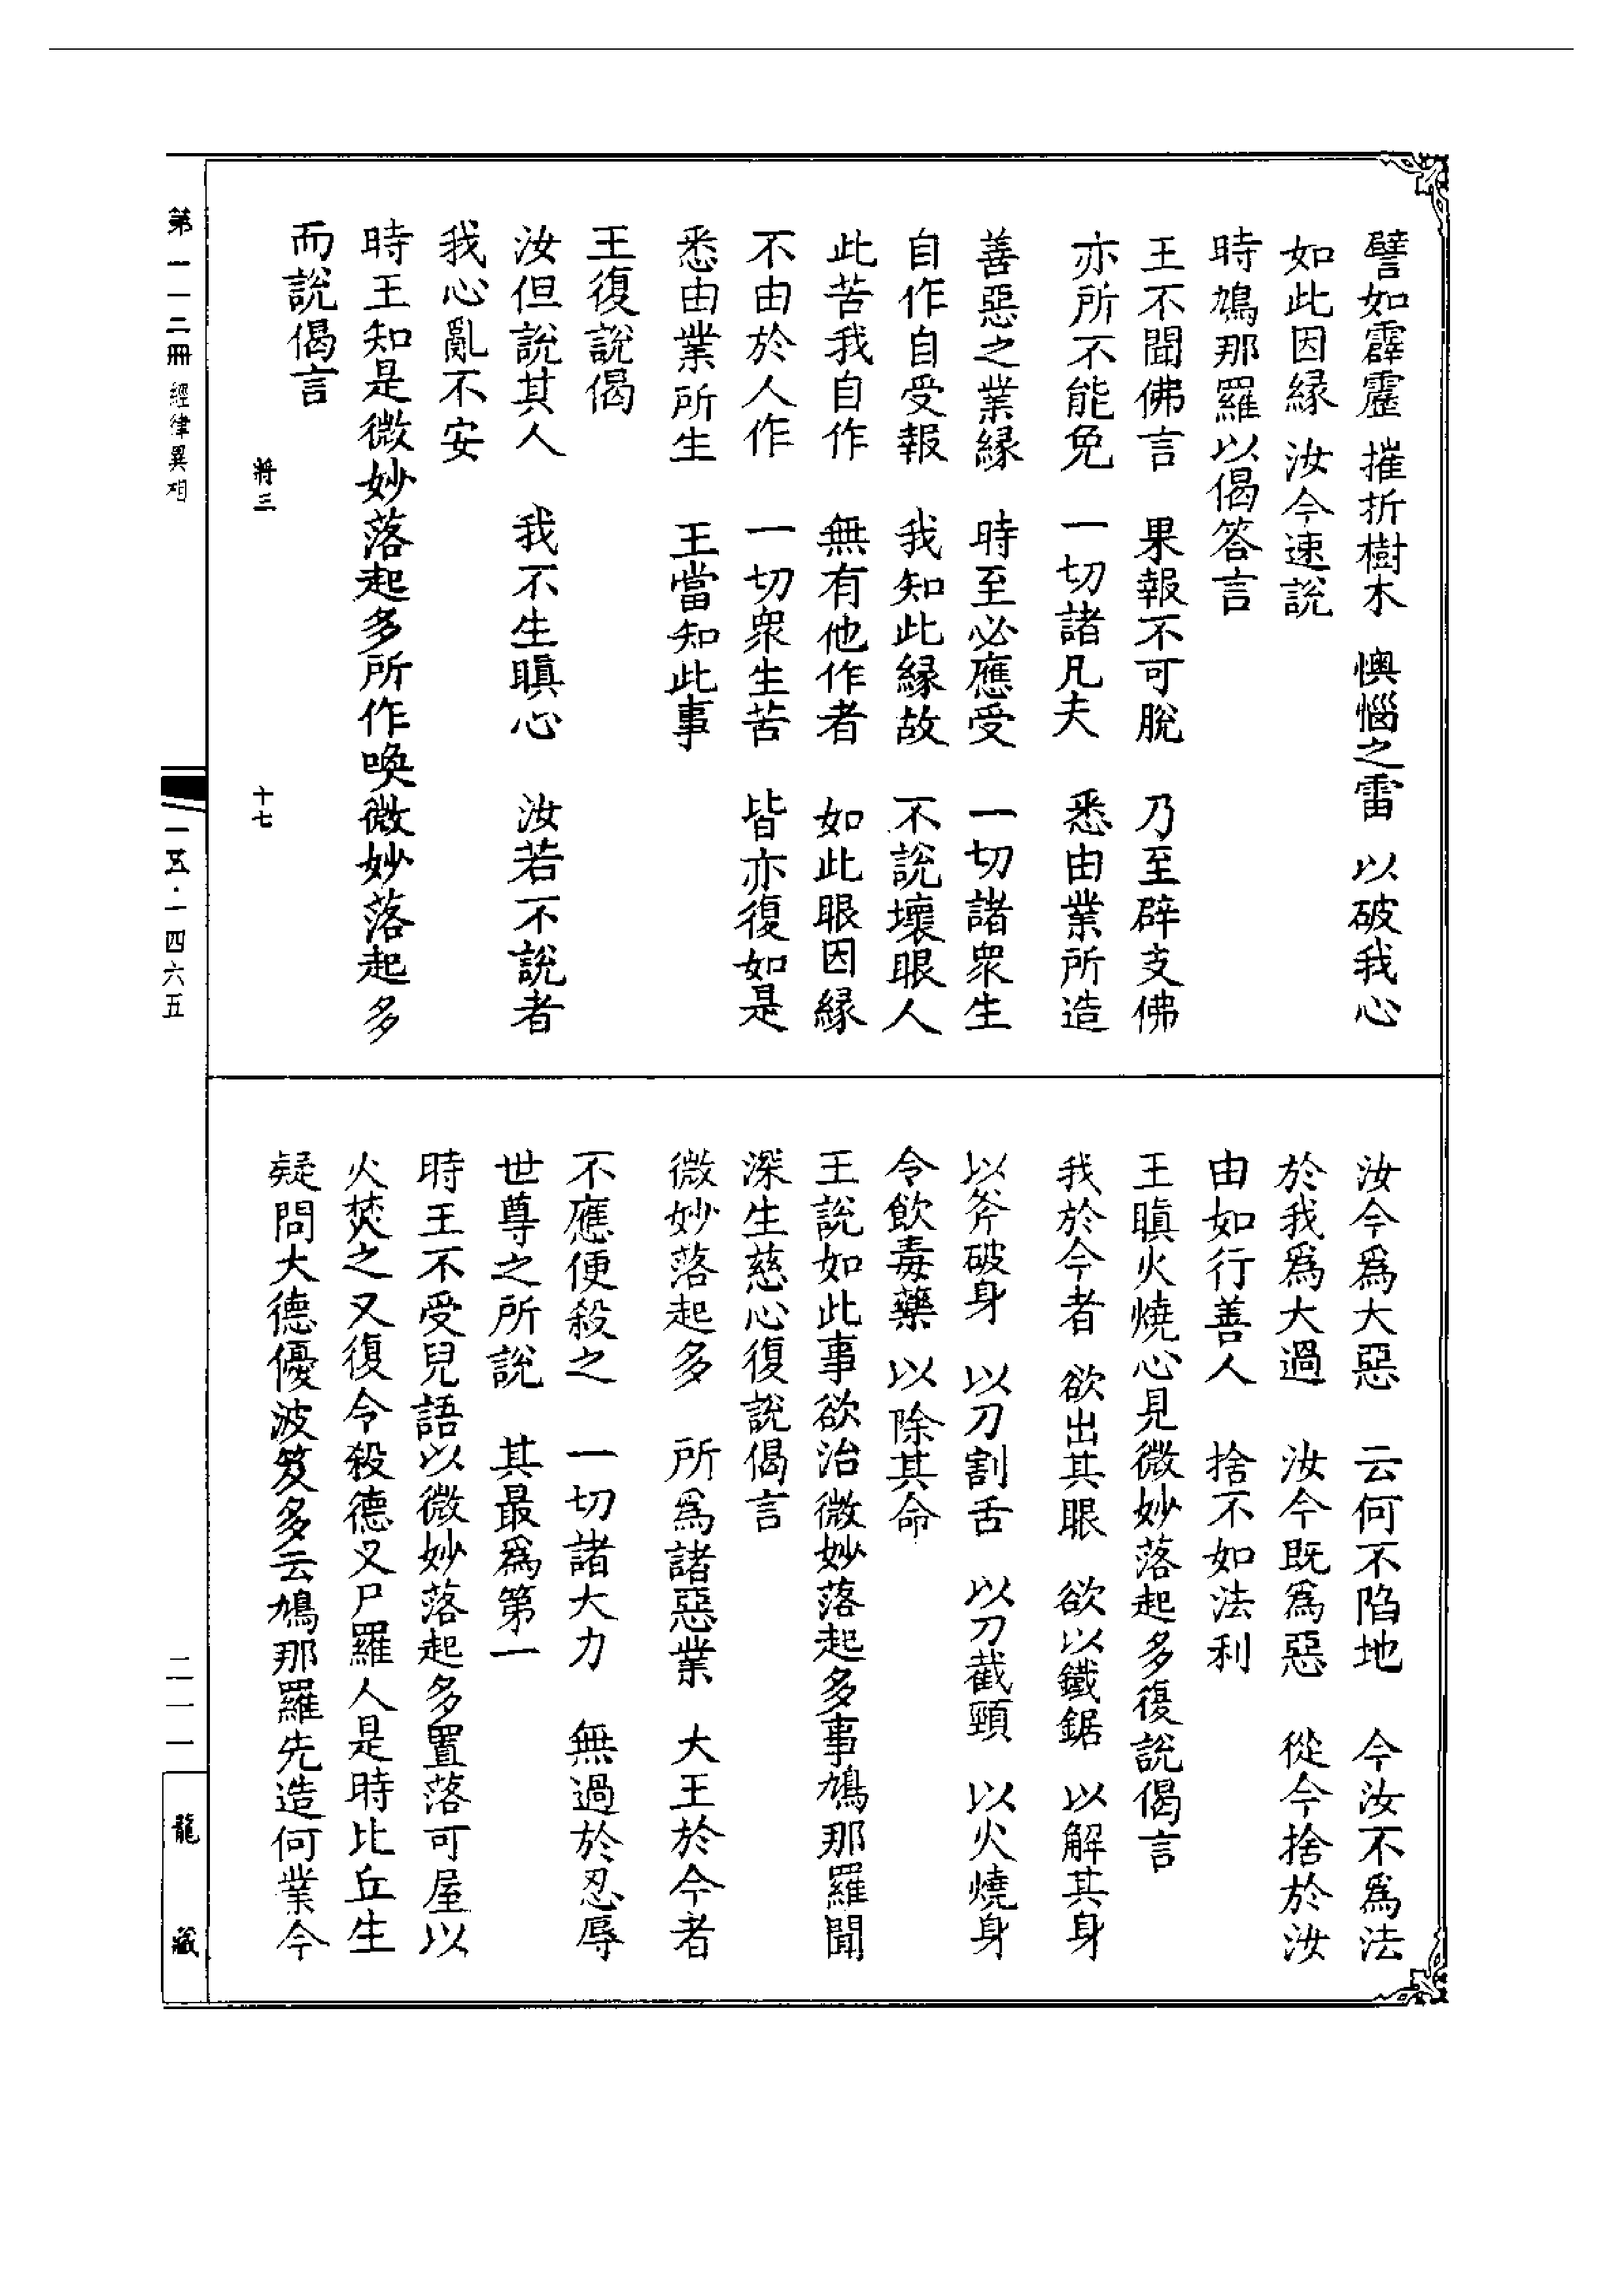 譬如霹靂 摧折樹木 懊惱之雷 以破我心
如此因緣 汝今速說
時鳩那羅以偈答言
王不聞佛言 果報不可脫 乃至辟支佛
亦所不能免 一切諸凡夫 悉由業所造
善惡之業緣 時至必應受 一切諸衆生
自作自受報 我知此緣故 不說壞眼人
此苦我自作 無有他作者 如此眼因緣
不由於人作 一切衆生苦 皆亦復如是
悉由業所生 王當知此事
王復說偈
汝但說其人 我不生瞋心 汝若不說者
我心亂不安
時王知是微妙落起多所作喚微妙落起多
而說偈言
將三 十七
汝今爲大惡 云何不陷地 今汝不爲法
於我爲大過 汝今旣爲惡 從今捨於汝
由如行善人 捨不如法利
王瞋火燒心見微妙落起多復說偈言
我於今者 欲出其眼 欲以鐵鋸 以解其身
以斧破身 以刀割舌 以刀截頸 以火燒身
令飲毒藥 以除其命
王說如此事欲治微妙落起多事鳩那羅聞
深生慈心復說偈言
微妙落起多 所爲諸惡業 大王於今者
不應便殺之 一切諸大力 無過於忍辱
世尊之所說 其最爲第一
時王不受兒語以微妙落起多置落可屋以
火焚之又復令殺德叉尸羅人是時比丘生
疑問大德優波笈多云鳩那羅先造何業今
第一一二冊 經律異相
一五·一四六五
二一一
龍藏